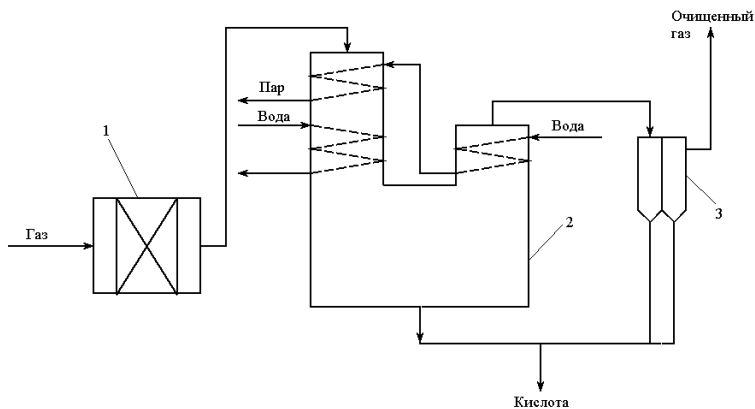 Очищенный
газ
Пар
Вода
Вода
1
2
3
Газ
Кислота